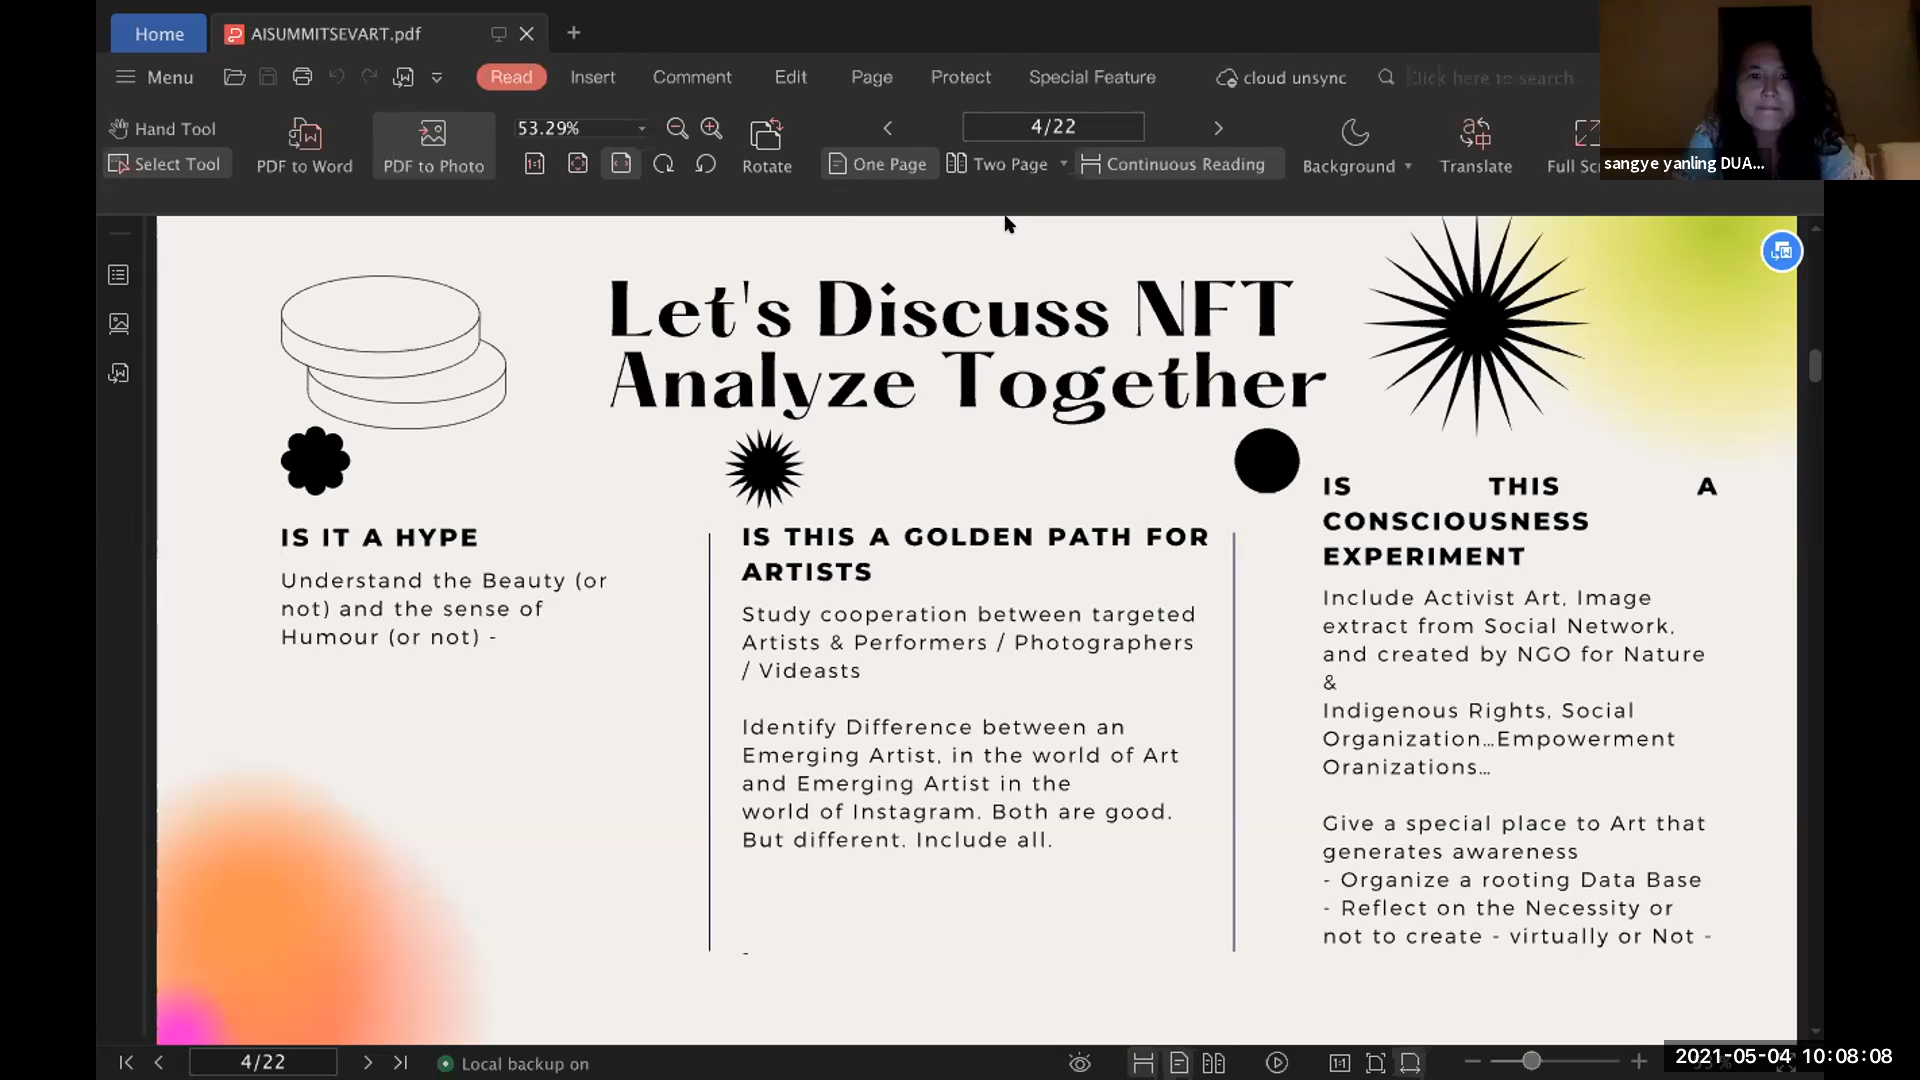 Home
AISUMMITSEVART.pdf
Menu
Read
Insert
Comment
Edit
Page
Protect
Special Feature
cloud unsync
Click here to search
Hand Tool
Select Tool
PDF to Word
PDF to Photo
53.29%
Rotate
4/22
One Page
Two Page
Continuous Reading
Background
Translate
Full Sc
sangye yanling DUA...
Let's Discuss NFT
Analyze Together
IS IT A HYPE
Understand the Beauty (or
not) and the sense of
Humour (or not) -
IS THIS A GOLDEN PATH FOR
ARTISTS
Study cooperation between targeted
Artists & Performers / Photographers
/ Videasts
Identify Difference between an
Emerging Artist, in the world of Art
and Emerging Artist in the
world of Instagram. Both are good.
But different. Include all.
-
IS THIS A
CONSCIOUSNESS
EXPERIMENT
Include Activist Art, Image
extract from Social Network,
and created by NGO for Nature
&
Indigenous Rights, Social
Organization...Empowerment
Oranizations...
Give a special place to Art that
generates awareness
- Organize a rooting Data Base
- Reflect on the Necessity or
not to create - virtually or Not -
4/22
Local backup on
2021-05-04 10:08:08